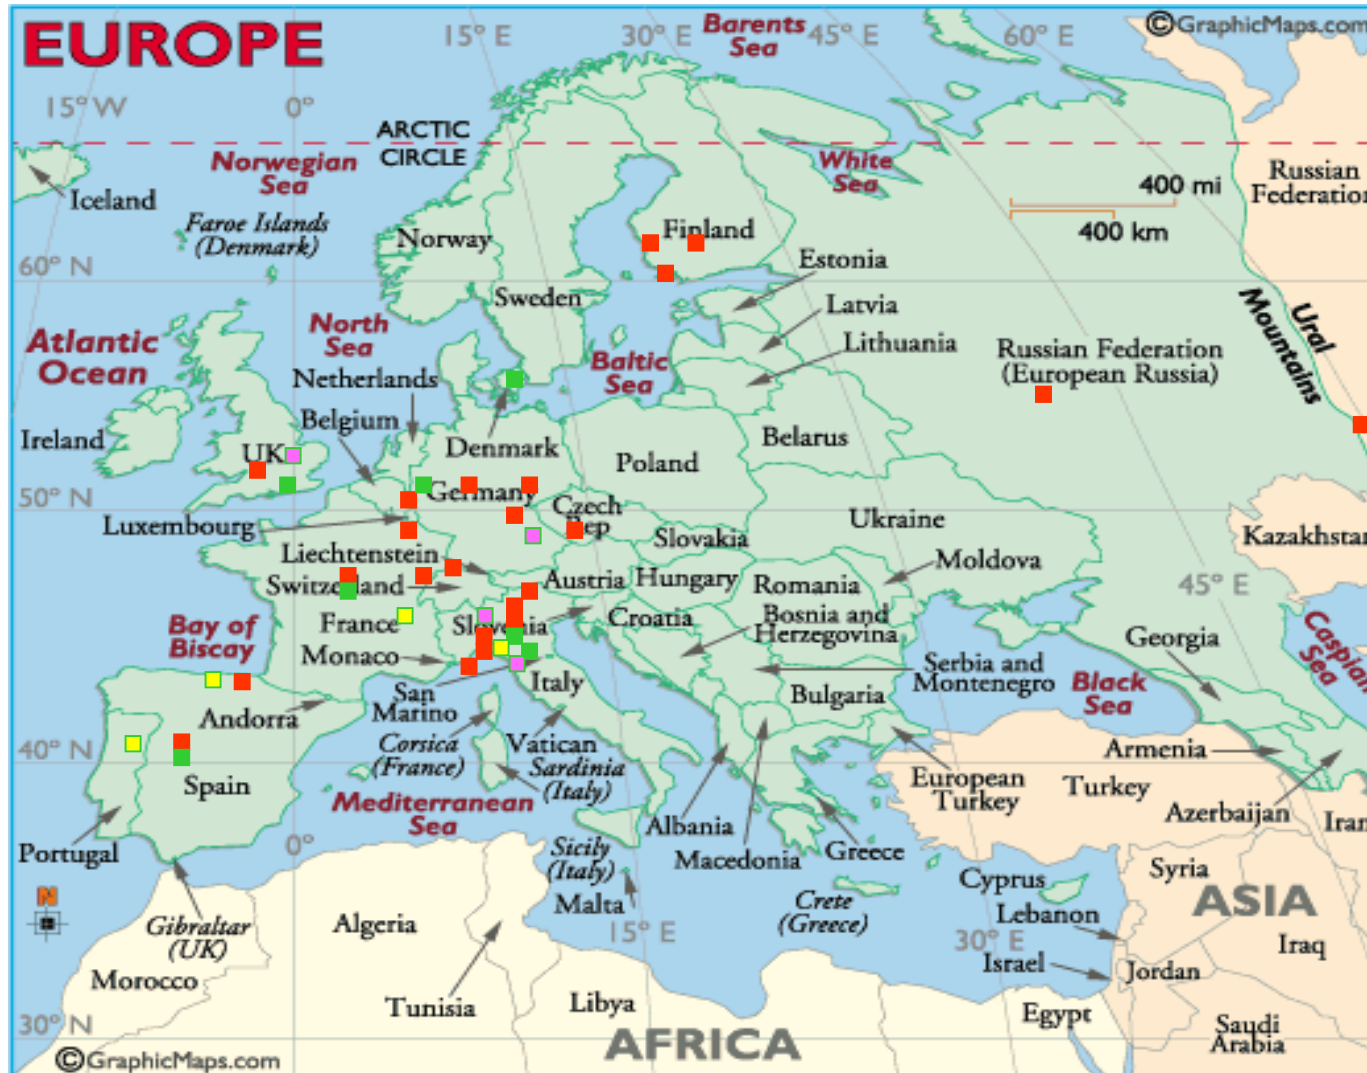 EUROPE
15° W
0°
15° E
30° E
Barents
Sea
45° E
60° E
©GraphicMaps.com
ARCTIC
CIRCLE
Norwegian
Sea
White
Sea
Iceland
Faroe Islands
(Denmark)
Norway
Finland
400 mi
400 km
Russian
Federation
60° N
Sweden
Estonia
Latvia
Lithuania
Ural
Mountains
Atlantic
Ocean
North
Sea
Baltic
Sea
Russian Federation
(European Russia)
Netherlands
Belgium
Ireland
UK
Denmark
Belarus
Poland
50° N
Germany
Luxembourg
Czech
Rep
Slovakia
Ukraine
Kazakhstan
Liechtenstein
Switzerland
Austria
Hungary
Romania
Moldova
45° E
Bay of
Biscay
France
Slovenia
Croatia
Bosnia and
Herzegovina
Georgia
Caspian
Sea
Monaco
San
Marino
Italy
Serbia and
Montenegro
Bulgaria
Black
Sea
Andorra
Corsica
(France)
Vatican
Sardinia
(Italy)
Armenia
40° N
Spain
European
Turkey
Turkey
Azerbaijan
Iran
Mediterranean
Sea
Portugal
0°
Sicily
(Italy)
Albania
Macedonia
Greece
Syria
N
Gibraltar
(UK)
Algeria
Malta
Crete
(Greece)
Cyprus
Lebanon
ASIA
15° E
30° E
Israel
Jordan
Iraq
Morocco
Tunisia
Libya
Egypt
Saudi
Arabia
30° N
AFRICA
©GraphicMaps.com